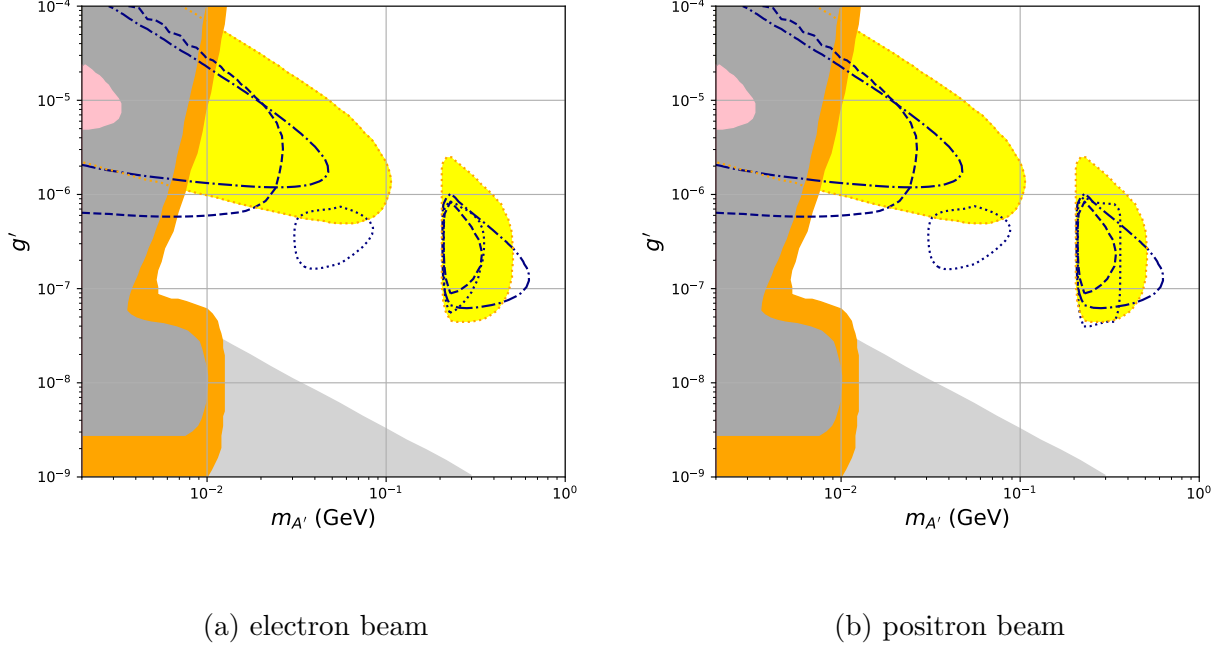 10⁻⁴
10⁻⁵
10⁻⁶
10⁻⁷
10⁻⁸
10⁻⁹
g′
10⁻² 10⁻¹ 10⁰
m_{A′} (GeV)
(a) electron beam
10⁻⁴
10⁻⁵
10⁻⁶
10⁻⁷
10⁻⁸
10⁻⁹
g′
10⁻² 10⁻¹ 10⁰
m_{A′} (GeV)
(b) positron beam